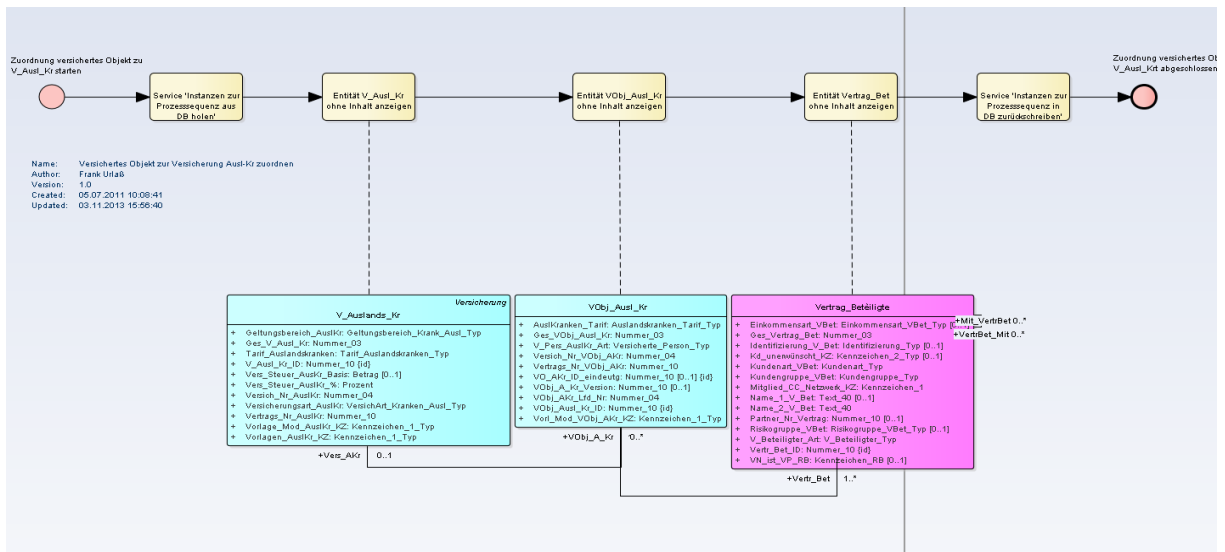 Zuordnung versichertes Objekt zu
V_Ausl_Kr starten
Service 'Instanzen zur
Prozesssequenz aus
DB holen'
Entität V_Ausl_Kr
ohne Inhalt anzeigen
Entität VObj_Ausl_Kr
ohne Inhalt anzeigen
Entität Vertrag_Bet
ohne Inhalt anzeigen
Service 'Instanzen zur
Prozesssequenz in
DB zurückschreiben'
Zuordnung versichertes Ob
V_Ausl_Krt abgeschlossen
Name: Versichertes Objekt zur Versicherung Ausl-Kr zuordnen
Author: Frank Urlaß
Version: 1.0
Created: 05.07.2011 10:08:41
Updated: 03.11.2013 15:56:40
Versicherung
V_Auslands_Kr
+ Geltungsbereich_AuslKr: Geltungsbereich_Krank_Ausl_Typ
+ Ges_V_Ausl_Kr: Nummer_03
+ Tarif_Auslandskranken: Tarif_Auslandskranken_Typ
+ V_Ausl_Kr_ID: Nummer_10 {id}
+ Vers_Steuer_AusKr_Basis: Betrag [0..1]
+ Vers_Steuer_AuslKr_%: Prozent
+ Versich_Nr_AuslKr: Nummer_04
+ Versicherungsart_AuslKr: VersichArt_Kranken_Ausl_Typ
+ Vertrags_Nr_AuslKr: Nummer_10
+ Vorlage_Mod_AuslKr_KZ: Kennzeichen_1_Typ
+ Vorlagen_AuslKr_KZ: Kennzeichen_1_Typ
VObj_Ausl_Kr
+ AuslKranken_Tarif: Auslandskranken_Tarif_Typ
+ Ges_VObj_Ausl_Kr: Nummer_03
+ V_Pers_AuslKr_Art: Versicherte_Person_Typ
+ Versich_Nr_VObj_AKr: Nummer_04
+ Vertrags_Nr_VObj_AKr: Nummer_10
+ VO_AKr_ID_eindeutg: Nummer_10 [0..1] {id}
+ VObj_A_Kr_Version: Nummer_10 [0..1]
+ VObj_AKr_Lfd_Nr: Nummer_04
+ VObj_Ausl_Kr_ID: Nummer_10 {id}
+ Vorl_Mod_VObj_AKr_KZ: Kennzeichen_1_Typ
Vertrag_Beteiligte
+ Einkommensart_VBet: Einkommensart_VBet_Typ
+ Ges_Vertrag_Bet: Nummer_03
+ Identifizierung_V_Bet: Identifizierung_Typ [0..1]
+ Kd_unerwünscht_KZ: Kennzeichen_2_Typ [0..1]
+ Kundenart_VBet: Kundenart_Typ
+ Kundengruppe_VBet: Kundengruppe_Typ
+ Mitglied_CC_Netzwerk_KZ: Kennzeichen_1
+ Name_1_V_Bet: Text_40 [0..1]
+ Name_2_V_Bet: Text_40
+ Partner_Nr_Vertrag: Nummer_10 [0..1]
+ Risikogruppe_VBet: Risikogruppe_VBet_Typ [0..1]
+ V_Beteiligter_Art: V_Beteiligter_Typ
+ Vertr_Bet_ID: Nummer_10 {id}
+ VN_ist_VP_RB: Kennzeichen_RB [0..1]
+Mit_VertrBet 0..*
+VertrBet_Mit 0..*
+VObj_A_Kr 0..*
+Vers_AKr 0..1
+Vertr_Bet 1..*